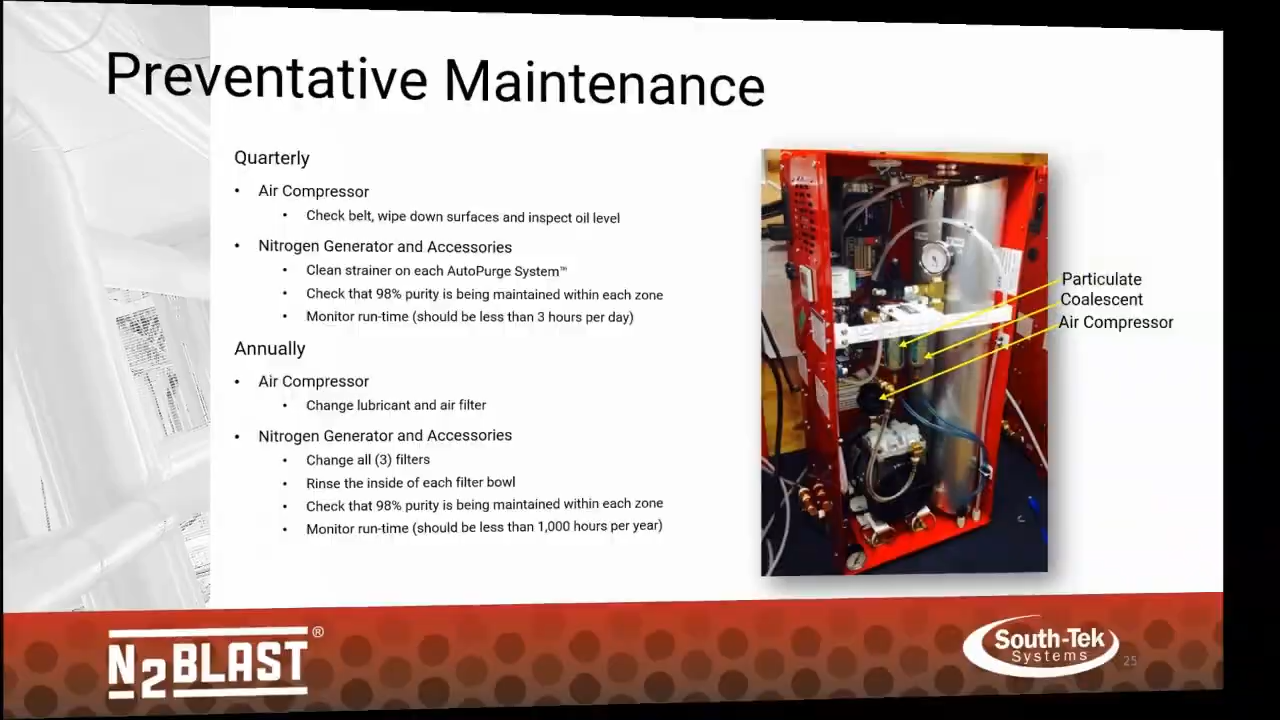 Preventative Maintenance
Quarterly
• Air Compressor
• Check belt, wipe down surfaces and inspect oil level
• Nitrogen Generator and Accessories
• Clean strainer on each AutoPurge System™
• Check that 98% purity is being maintained within each zone
• Monitor run-time (should be less than 3 hours per day)
Annually
• Air Compressor
• Change lubricant and air filter
• Nitrogen Generator and Accessories
• Change all (3) filters
• Rinse the inside of each filter bowl
• Check that 98% purity is being maintained within each zone
• Monitor run-time (should be less than 1,000 hours per year)
Particulate
Coalescent
Air Compressor
N2BLAST®
South-Tek
Systems
25